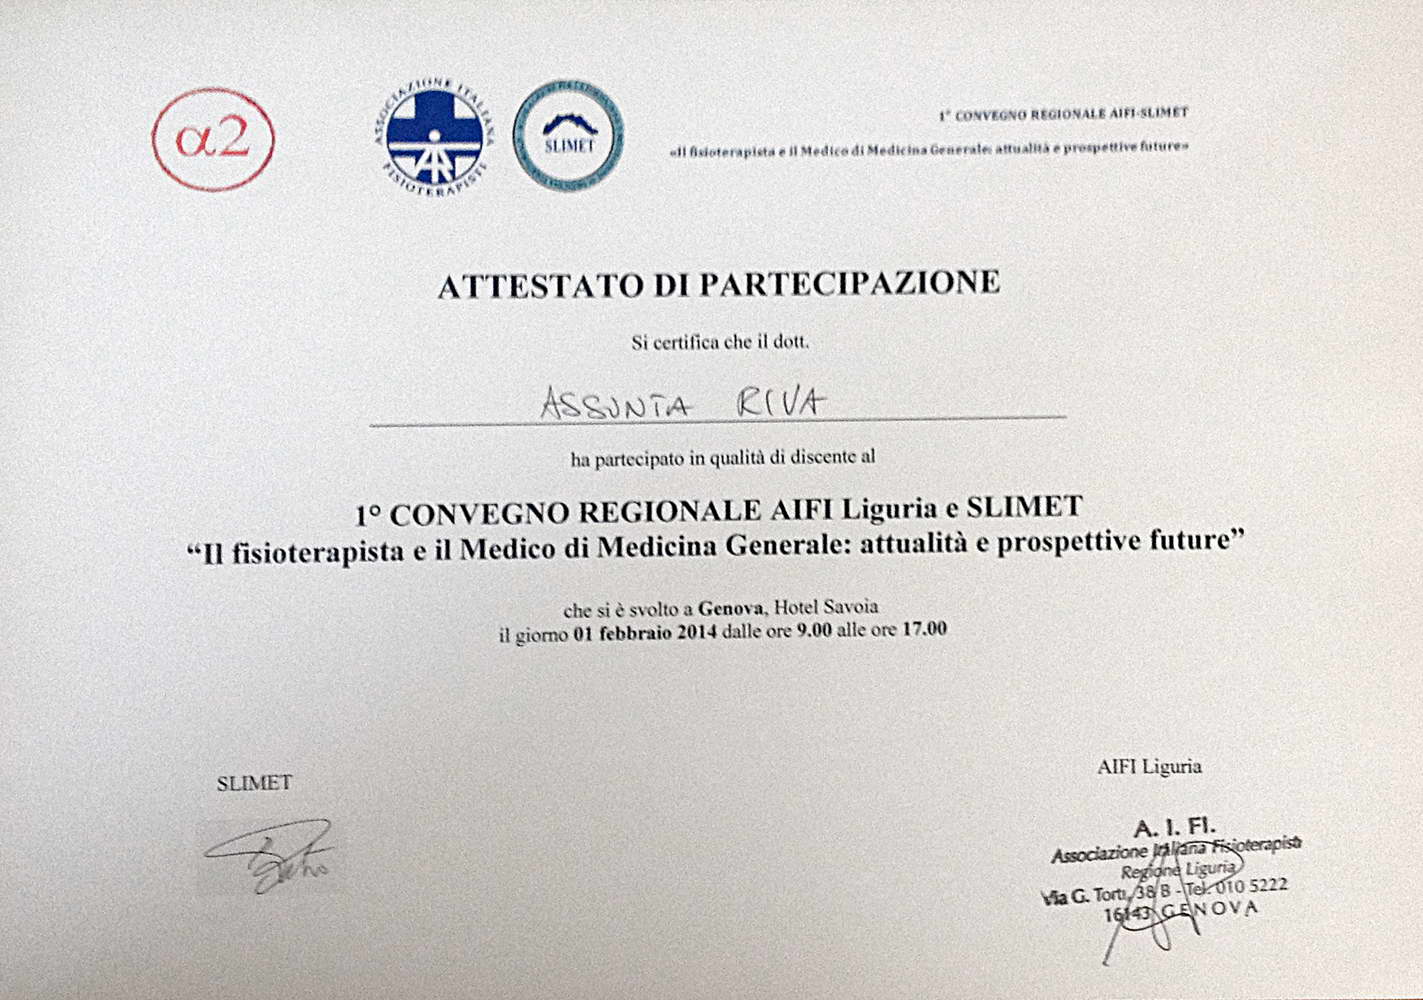 α2
ASSOCIAZIONE ITALIANA
FISIOTERAPISTI
SLIMET
1° CONVEGNO REGIONALE AIFI-SLIMET
«Il fisioterapista e il Medico di Medicina Generale: attualità e prospettive future»
ATTESTATO DI PARTECIPAZIONE
Si certifica che il dott.
ASSUNTA RIVA
ha partecipato in qualità di discente al
1° CONVEGNO REGIONALE AIFI Liguria e SLIMET
“Il fisioterapista e il Medico di Medicina Generale: attualità e prospettive future”
che si è svolto a Genova, Hotel Savoia
il giorno 01 febbraio 2014 dalle ore 9.00 alle ore 17.00
SLIMET
AIFI Liguria
A. I. FI.
Associazione Italiana Fisioterapisti
Regione Liguria
Via G. Torti, 38/B - Tel. 010 5222
16143 GENOVA